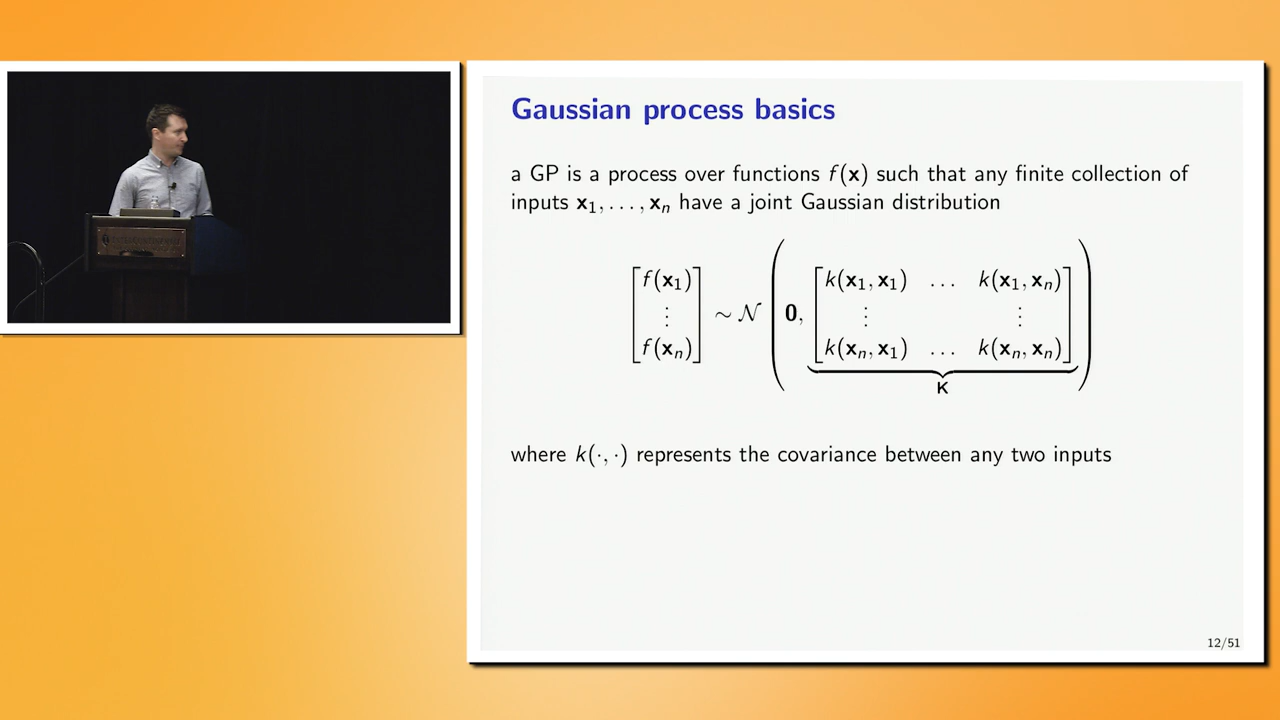 Gaussian process basics
a GP is a process over functions f(x) such that any finite collection of
inputs x₁, . . . , xₙ have a joint Gaussian distribution
[f(x₁) ⋮ f(xₙ)] ∼ 𝒩 (0, [k(x₁, x₁) . . . k(x₁, xₙ) ⋮ ⋮ k(xₙ, x₁) . . . k(xₙ, xₙ)])
K
where k(·, ·) represents the covariance between any two inputs
12/51